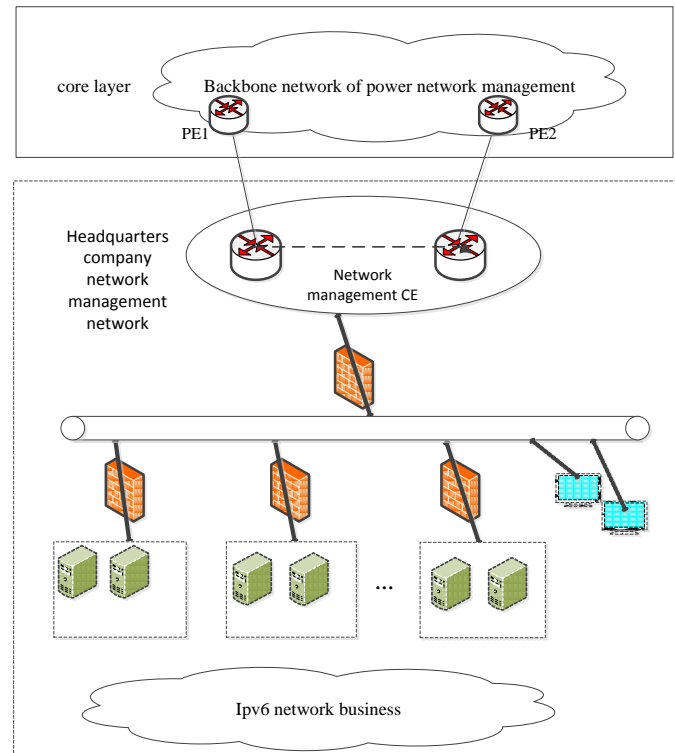 core layer
Backbone network of power network management
PE1
PE2
Headquarters
company
network
management
network
Network
management CE
...
Ipv6 network business